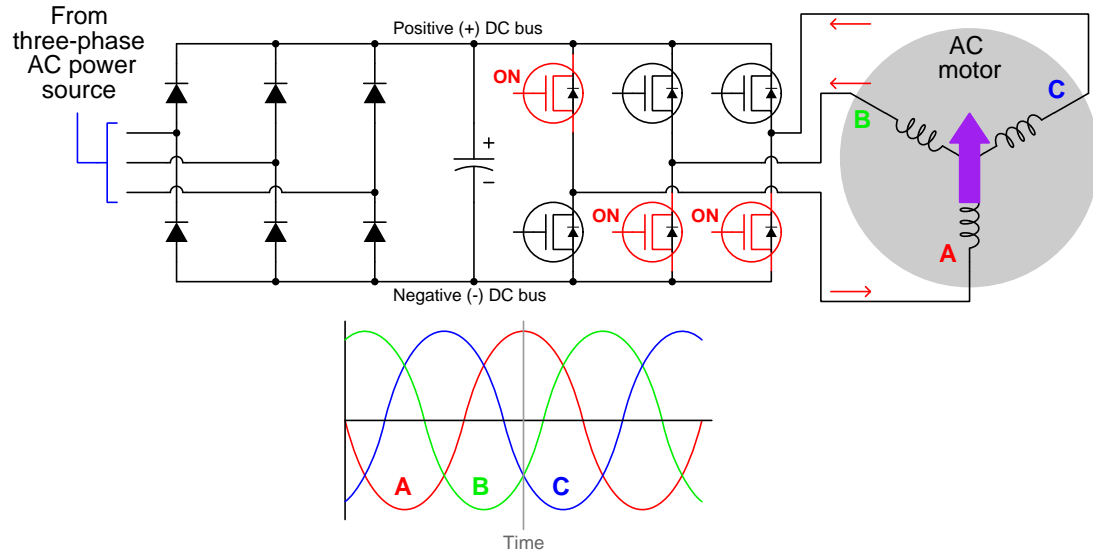 From
three-phase
AC power
source
Positive (+) DC bus
ON
+
-
ON
ON
Negative (-) DC bus
AC
motor
C
B
A
A
B
C
Time